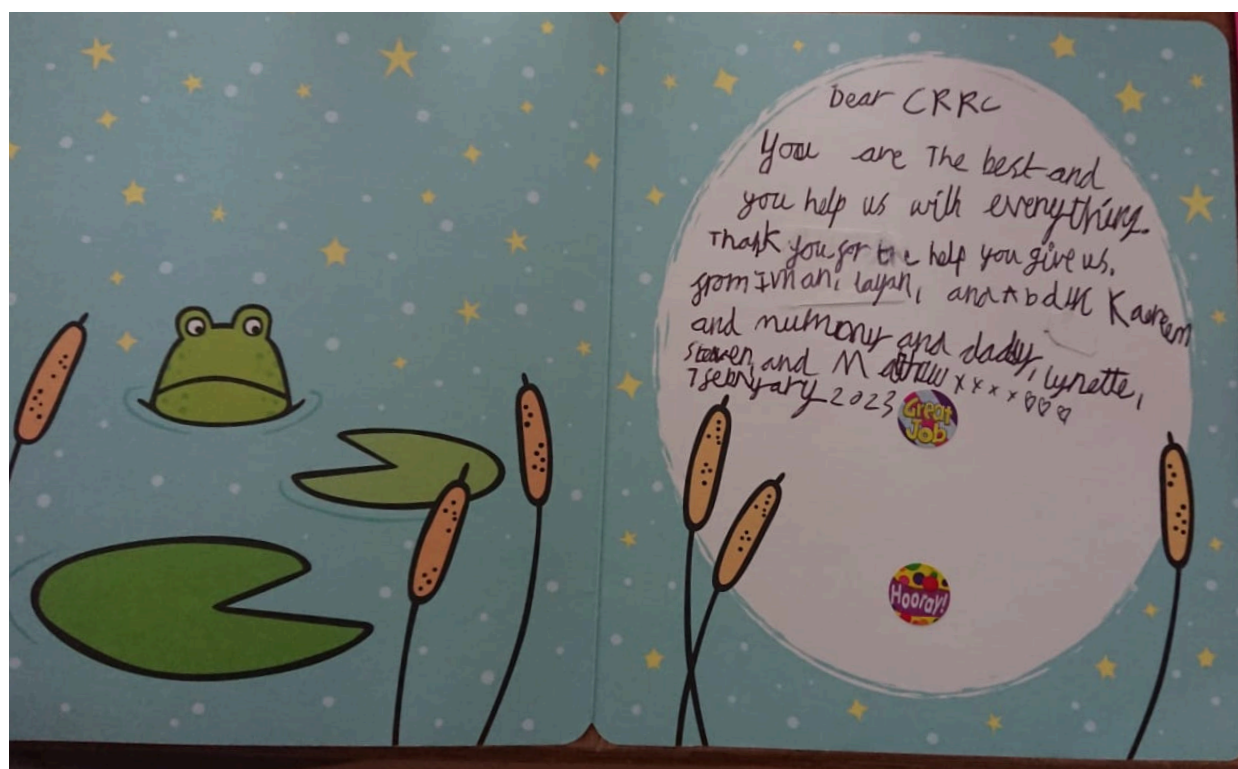 Dear CRRC
You are The best and
you help us with everything.
Thank you for the help you give us.
from Iman, layan, and Abdul Kareem
and mummy and daddy, lynette,
Steven and Matthew x x x x ♡♡♡
7 february 2023
Great
Job
Hooray!